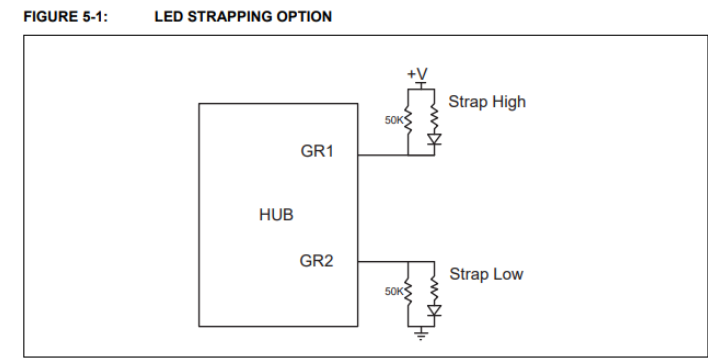 FIGURE 5-1: LED STRAPPING OPTION
+V
Strap High
50K
GR1
HUB
GR2
Strap Low
50K